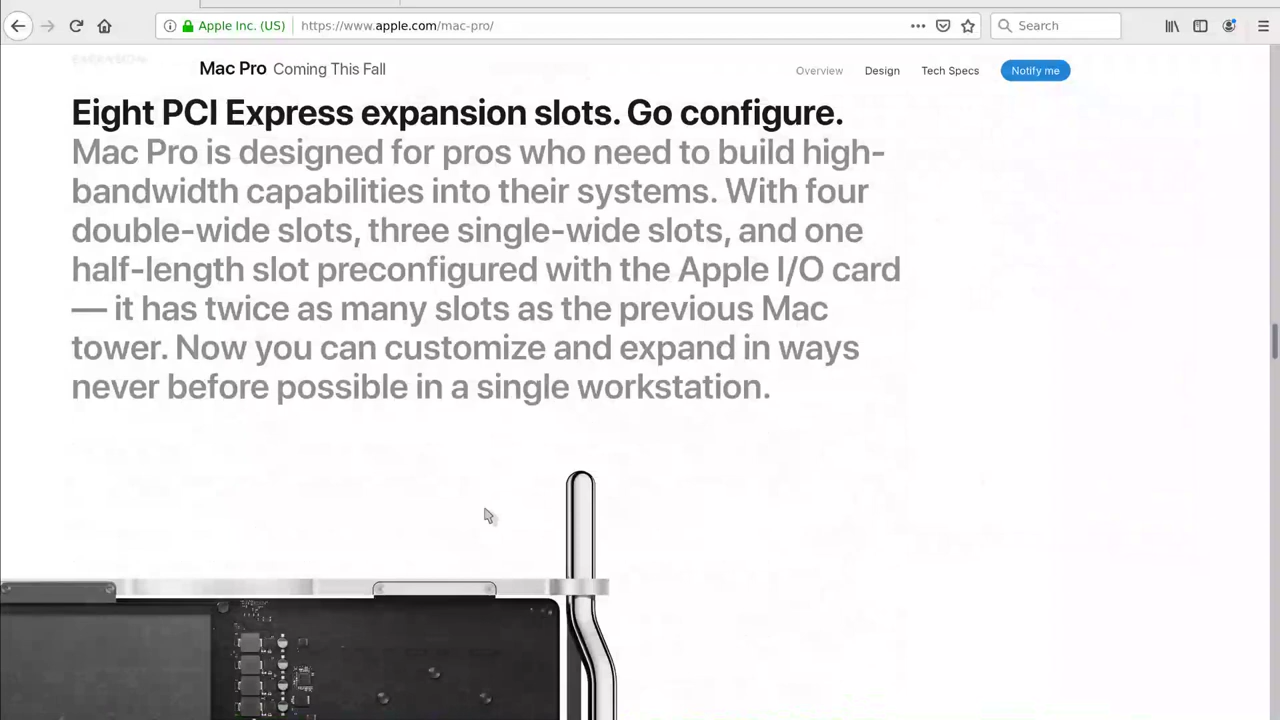 Apple Inc. (US)
https://www.apple.com/mac-pro/
Search
Mac Pro Coming This Fall
Overview
Design
Tech Specs
Notify me
Eight PCI Express expansion slots. Go configure.
Mac Pro is designed for pros who need to build high-
bandwidth capabilities into their systems. With four
double-wide slots, three single-wide slots, and one
half-length slot preconfigured with the Apple I/O card
— it has twice as many slots as the previous Mac
tower. Now you can customize and expand in ways
never before possible in a single workstation.